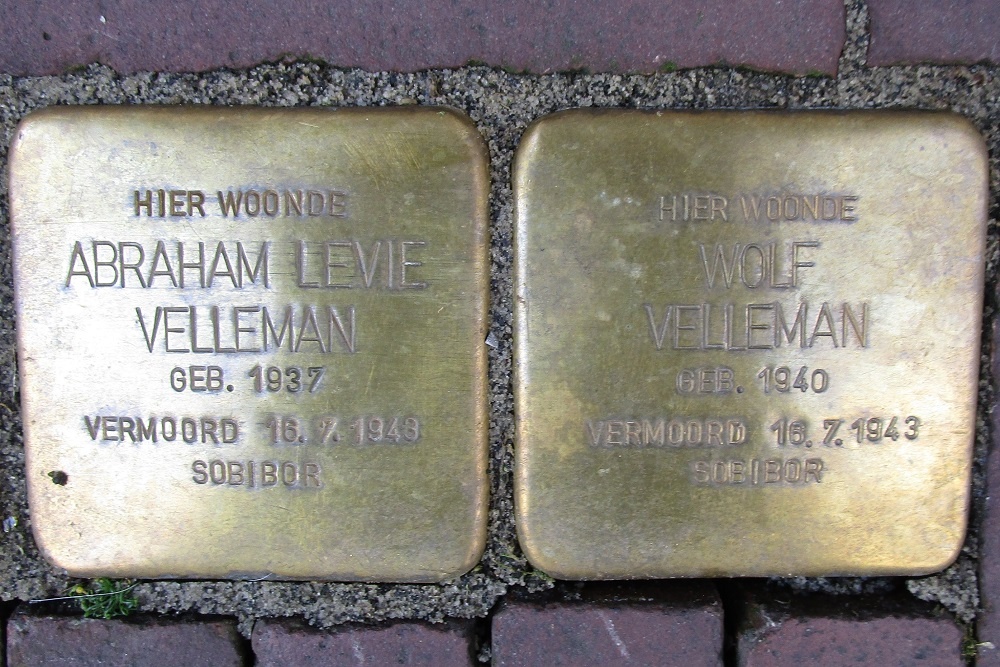 HIER WOONDE
ABRAHAM LEVIE
VELLEMAN
GEB. 1937
VERMOORD 16.7.1943
SOBIBOR
HIER WOONDE
WOLF
VELLEMAN
GEB. 1940
VERMOORD 16.7.1943
SOBIBOR